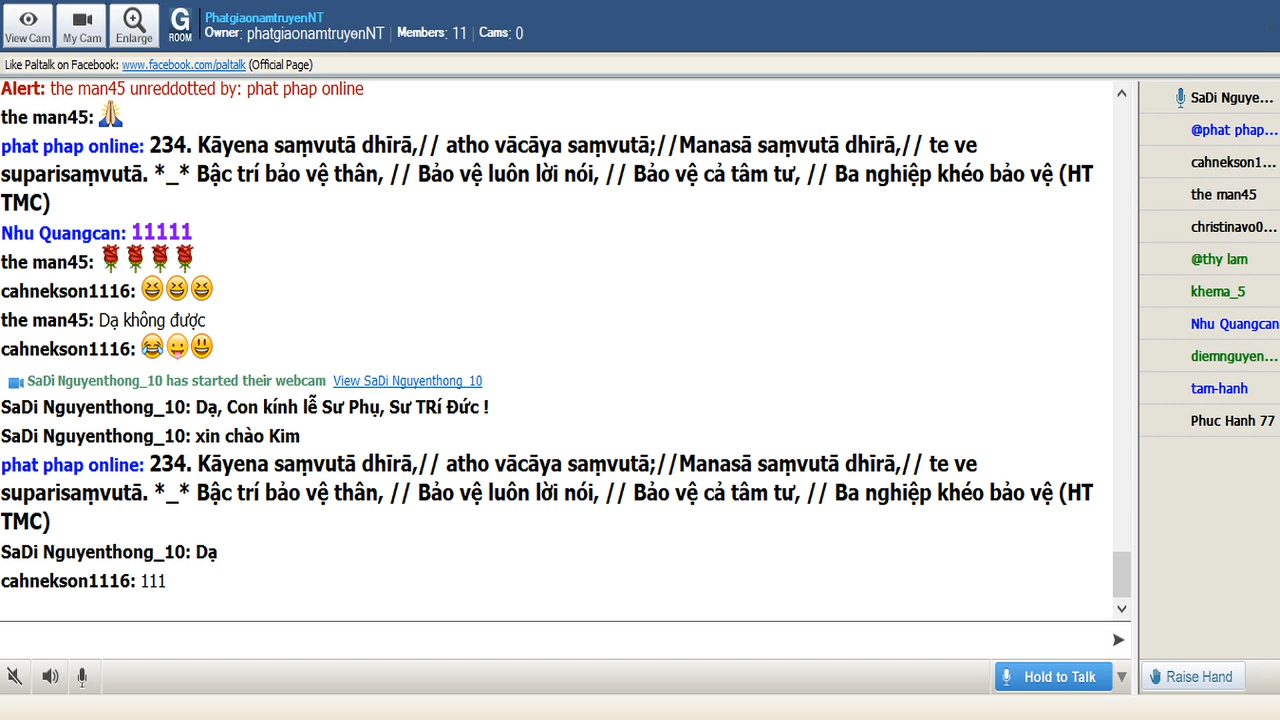 View Cam
My Cam
Enlarge
G
ROOM
PhatgiaonamtruyenNT
Owner: phatgiaonamtruyenNT | Members: 11 | Cams: 0
Like Paltalk on Facebook: www.facebook.com/paltalk (Official Page)
Alert: the man45 unreddotted by: phat phap online
the man45:
phat phap online: 234. Kāyena saṃvutā dhīrā,// atho vācāya saṃvutā;//Manasā saṃvutā dhīrā,// te ve
suparisaṃvutā. *_* Bậc trí bảo vệ thân, // Bảo vệ luôn lời nói, // Bảo vệ cả tâm tư, // Ba nghiệp khéo bảo vệ (HT
TMC)
Nhu Quangcan: 11111
the man45:
cahnekson1116:
the man45: Dạ không được
cahnekson1116:
SaDi Nguyenthong_10 has started their webcam View SaDi Nguyenthong_10
SaDi Nguyenthong_10: Dạ, Con kính lễ Sư Phụ, Sư TRí Đức !
SaDi Nguyenthong_10: xin chào Kim
phat phap online: 234. Kāyena saṃvutā dhīrā,// atho vācāya saṃvutā;//Manasā saṃvutā dhīrā,// te ve
suparisaṃvutā. *_* Bậc trí bảo vệ thân, // Bảo vệ luôn lời nói, // Bảo vệ cả tâm tư, // Ba nghiệp khéo bảo vệ (HT
TMC)
SaDi Nguyenthong_10: Dạ
cahnekson1116: 111
SaDi Nguye...
@phat phap...
cahnekson1...
the man45
christinavo0...
@thy lam
khema_5
Nhu Quangcan
diemnguyen...
tam-hanh
Phuc Hanh 77
Hold to Talk
Raise Hand